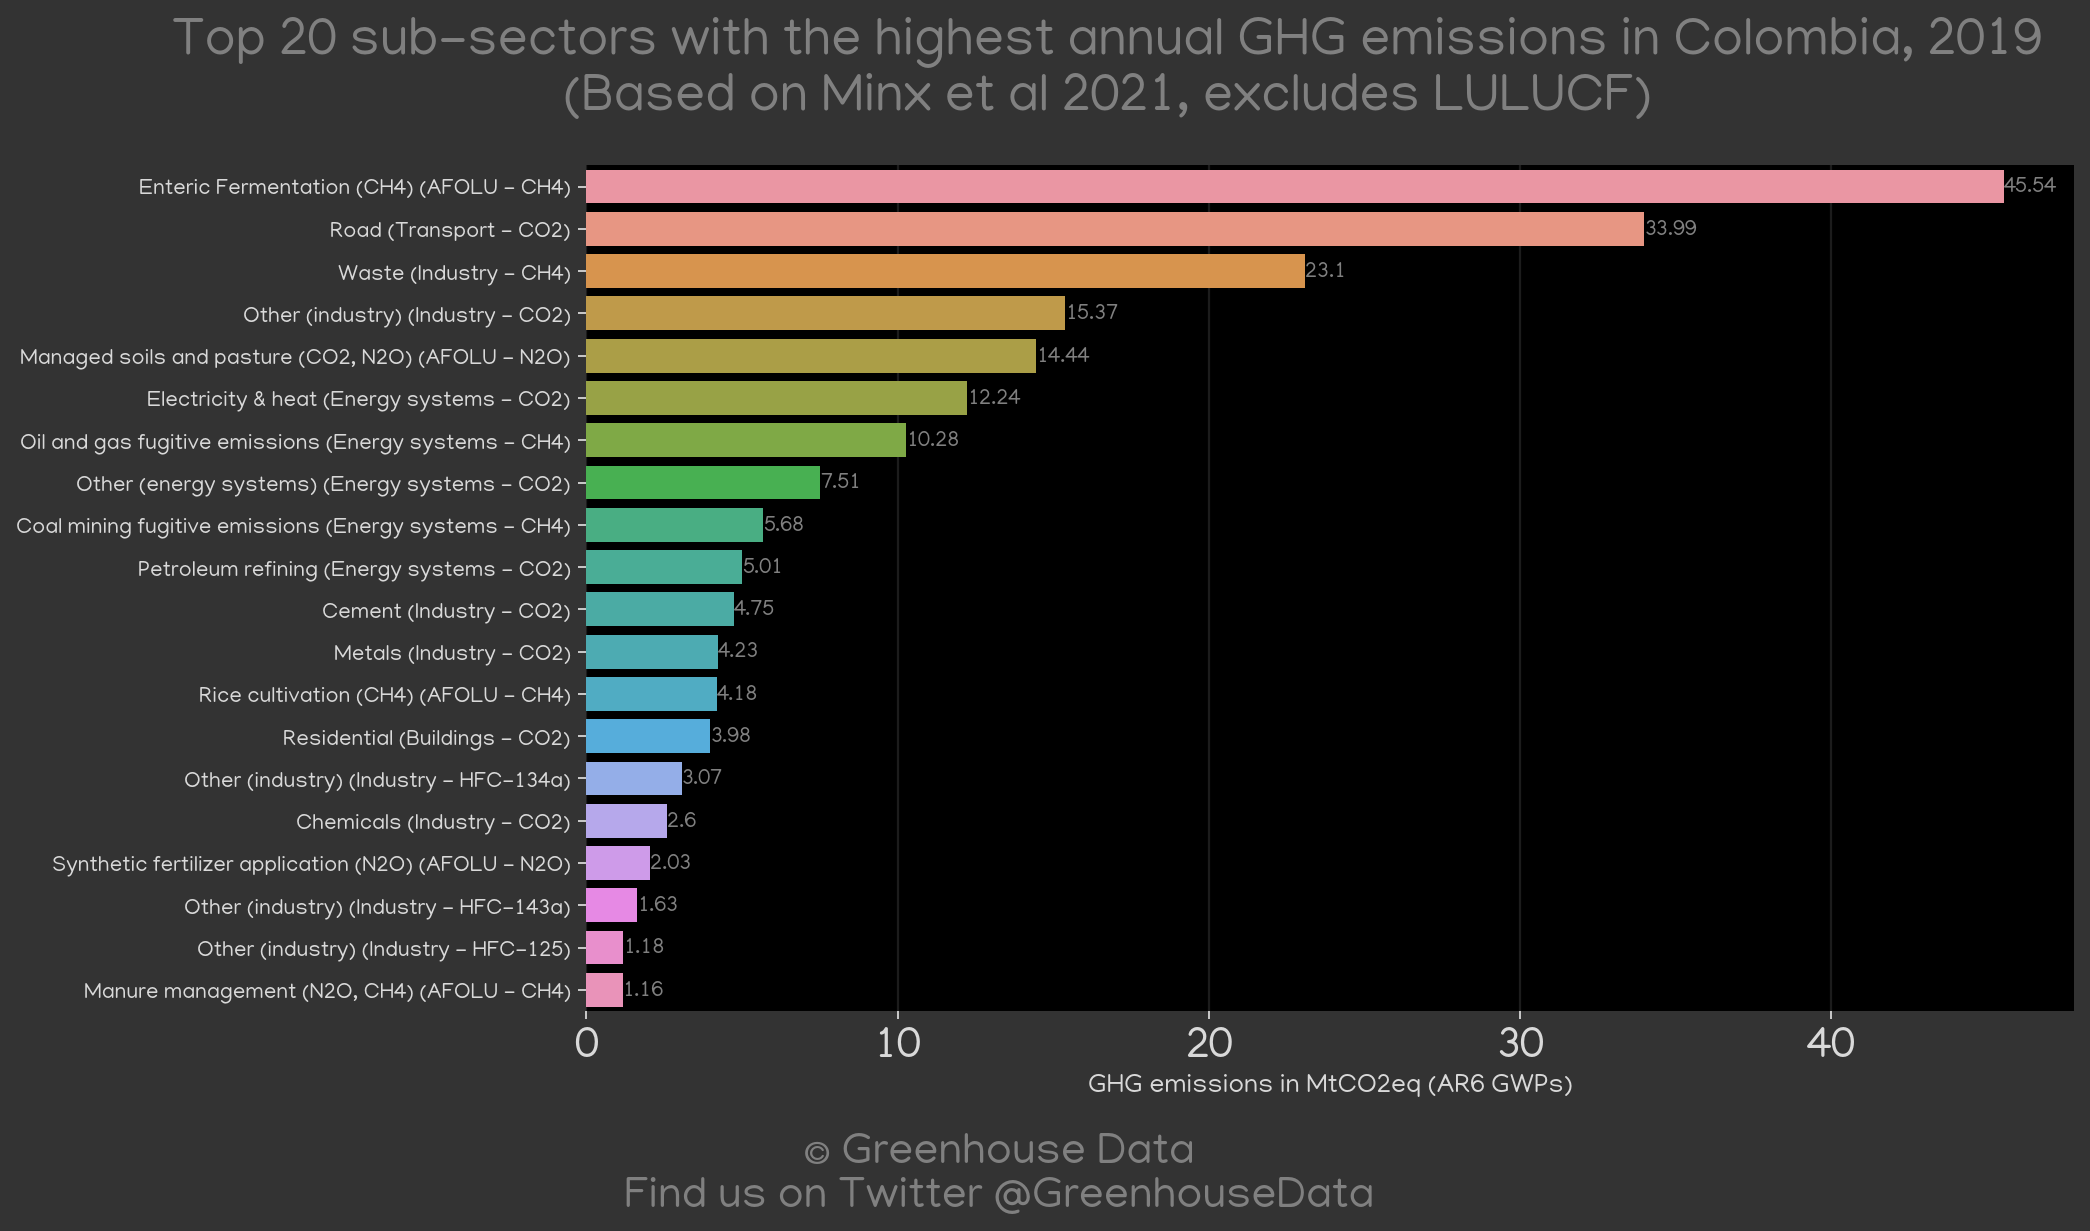 Top 20 sub-sectors with the highest annual GHG emissions in Colombia, 2019
(Based on Minx et al 2021, excludes LULUCF)
Enteric Fermentation (CH4) (AFOLU - CH4) 45.54
Road (Transport - CO2) 33.99
Waste (Industry - CH4) 23.1
Other (industry) (Industry - CO2) 15.37
Managed soils and pasture (CO2, N2O) (AFOLU - N2O) 14.44
Electricity & heat (Energy systems - CO2) 12.24
Oil and gas fugitive emissions (Energy systems - CH4) 10.28
Other (energy systems) (Energy systems - CO2) 7.51
Coal mining fugitive emissions (Energy systems - CH4) 5.68
Petroleum refining (Energy systems - CO2) 5.01
Cement (Industry - CO2) 4.75
Metals (Industry - CO2) 4.23
Rice cultivation (CH4) (AFOLU - CH4) 4.18
Residential (Buildings - CO2) 3.98
Other (industry) (Industry - HFC-134a) 3.07
Chemicals (Industry - CO2) 2.6
Synthetic fertilizer application (N2O) (AFOLU - N2O) 2.03
Other (industry) (Industry - HFC-143a) 1.63
Other (industry) (Industry - HFC-125) 1.18
Manure management (N2O, CH4) (AFOLU - CH4) 1.16
0 10 20 30 40
GHG emissions in MtCO2eq (AR6 GWPs)
© Greenhouse Data
Find us on Twitter @GreenhouseData